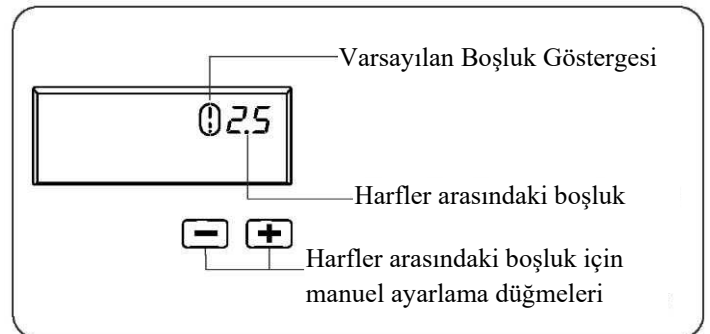 Varsayılan Boşluk Göstergesi
2.5
Harfler arasındaki boşluk
Harfler arasındaki boşluk için
manuel ayarlama düğmeleri